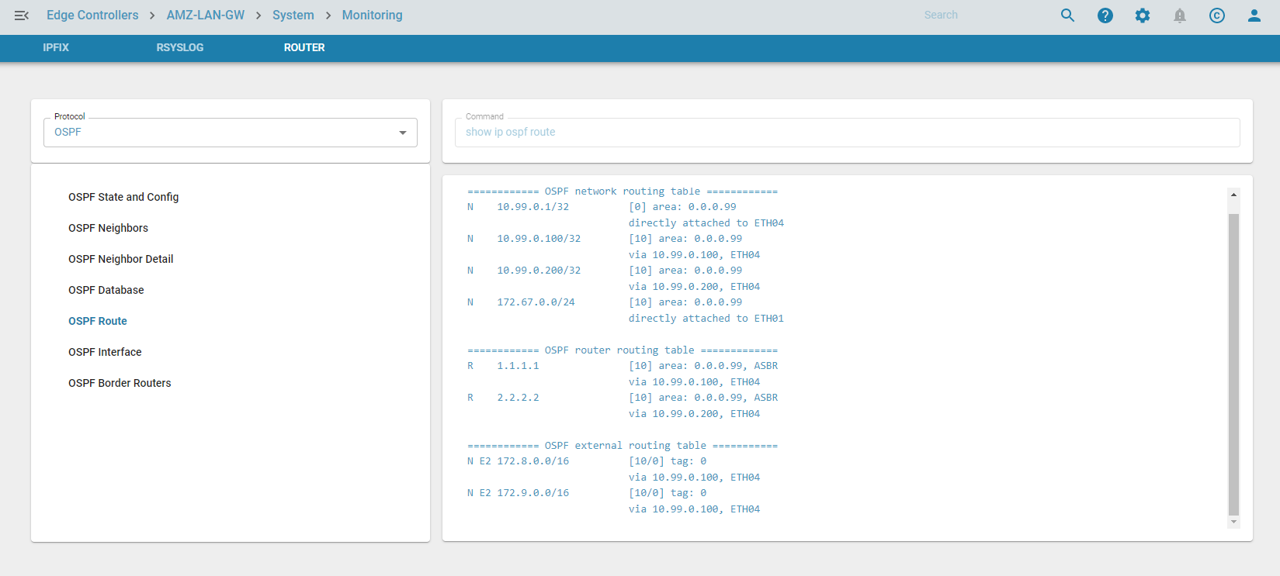 Edge Controllers > AMZ-LAN-GW > System > Monitoring
Search
IPFIX RSYSLOG ROUTER
Protocol
OSPF
OSPF State and Config
OSPF Neighbors
OSPF Neighbor Detail
OSPF Database
OSPF Route
OSPF Interface
OSPF Border Routers
Command
show ip ospf route
============ OSPF network routing table ============
N    10.99.0.1/32          [0] area: 0.0.0.99
                           directly attached to ETH04
N    10.99.0.100/32        [10] area: 0.0.0.99
                           via 10.99.0.100, ETH04
N    10.99.0.200/32        [10] area: 0.0.0.99
                           via 10.99.0.200, ETH04
N    172.67.0.0/24         [10] area: 0.0.0.99
                           directly attached to ETH01
============ OSPF router routing table =============
R    1.1.1.1               [10] area: 0.0.0.99, ASBR
                           via 10.99.0.100, ETH04
R    2.2.2.2               [10] area: 0.0.0.99, ASBR
                           via 10.99.0.200, ETH04
============ OSPF external routing table ===========
N E2 172.8.0.0/16          [10/0] tag: 0
                           via 10.99.0.100, ETH04
N E2 172.9.0.0/16          [10/0] tag: 0
                           via 10.99.0.100, ETH04